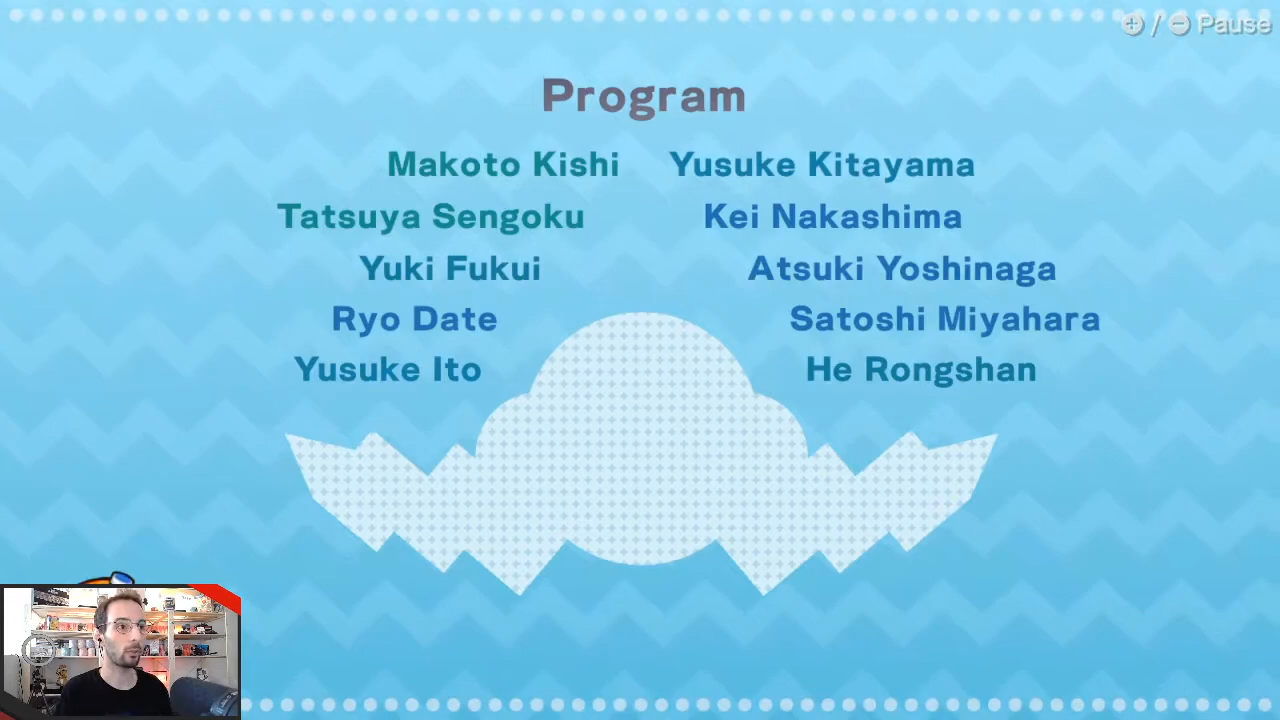 + / - Pause
Program
Makoto Kishi Yusuke Kitayama
Tatsuya Sengoku Kei Nakashima
Yuki Fukui Atsuki Yoshinaga
Ryo Date Satoshi Miyahara
Yusuke Ito He Rongshan